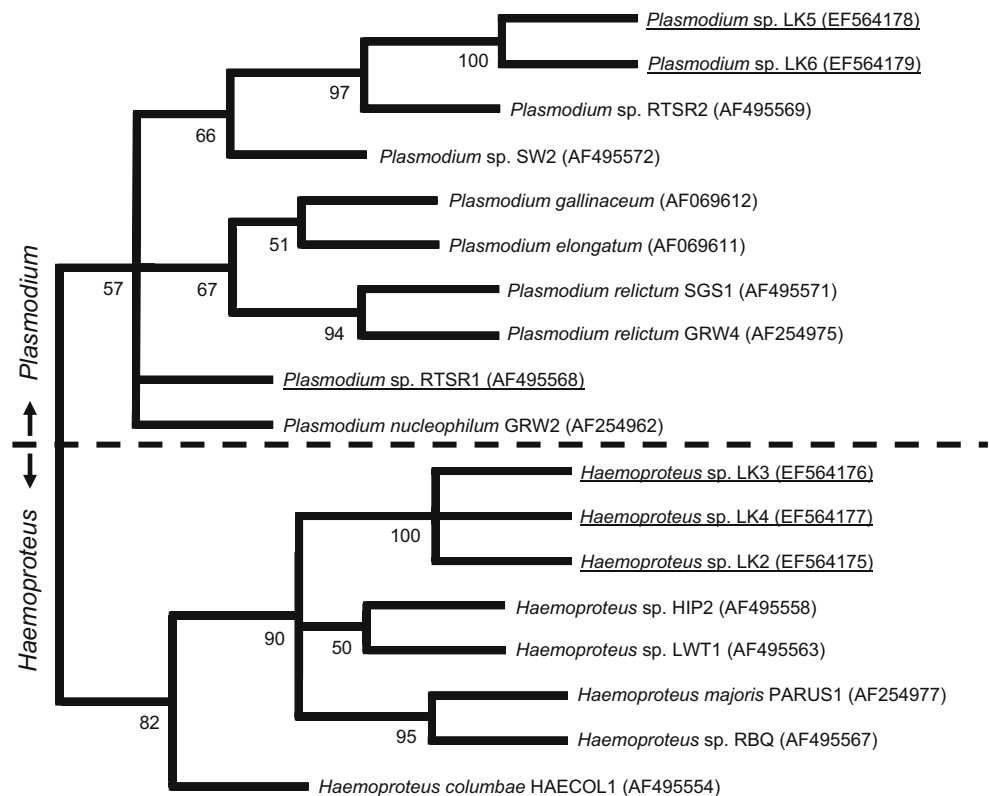 Plasmodium sp. LK5 (EF564178)
100
Plasmodium sp. LK6 (EF564179)
97
Plasmodium sp. RTSR2 (AF495569)
66
Plasmodium sp. SW2 (AF495572)
Plasmodium gallinaceum (AF069612)
51
Plasmodium elongatum (AF069611)
57
67
Plasmodium relictum SGS1 (AF495571)
94
Plasmodium relictum GRW4 (AF254975)
Plasmodium
Plasmodium sp. RTSR1 (AF495568)
Plasmodium nucleophilum GRW2 (AF254962)
Haemoproteus
Haemoproteus sp. LK3 (EF564176)
Haemoproteus sp. LK4 (EF564177)
100
Haemoproteus sp. LK2 (EF564175)
Haemoproteus sp. HIP2 (AF495558)
90
50
Haemoproteus sp. LWT1 (AF495563)
Haemoproteus majoris PARUS1 (AF254977)
82
95
Haemoproteus sp. RBQ (AF495567)
Haemoproteus columbae HAECOL1 (AF495554)